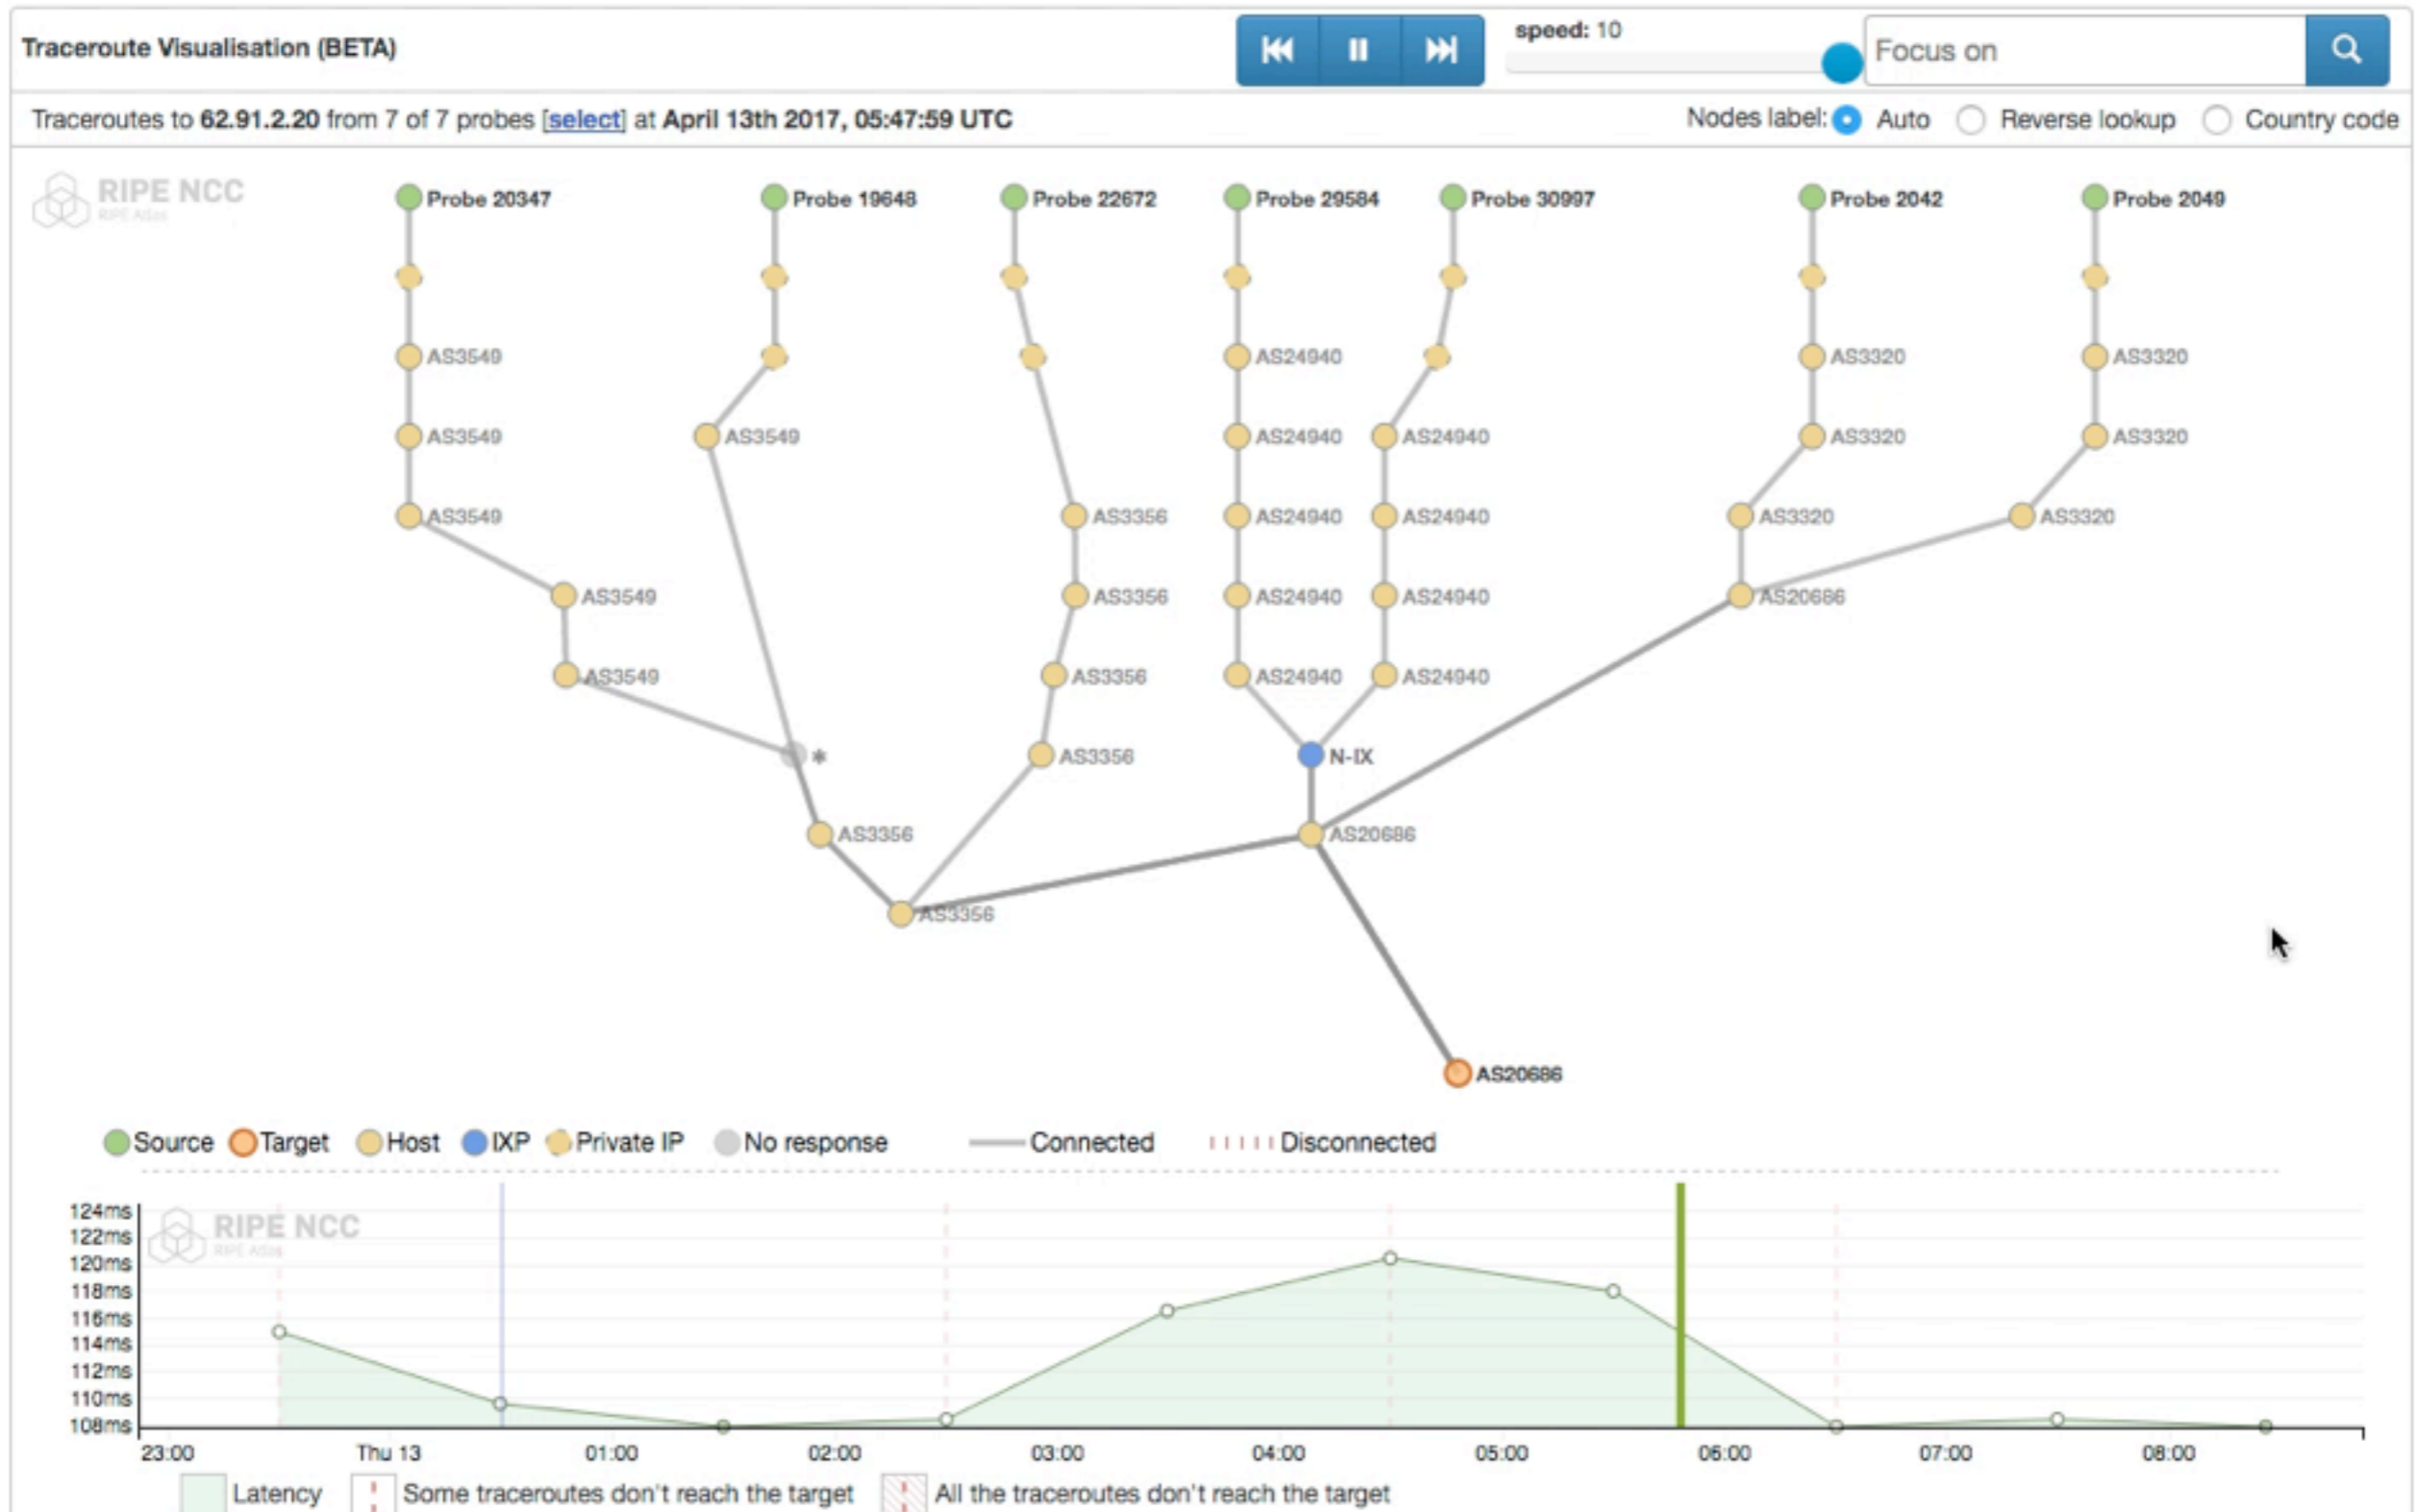 Traceroute Visualisation (BETA)
speed: 10
Focus on
Traceroutes to 62.91.2.20 from 7 of 7 probes [select] at April 13th 2017, 05:47:59 UTC
Nodes label: Auto Reverse lookup Country code
RIPE NCC
RIPE Atlas
Probe 20347 Probe 19648 Probe 22672 Probe 29584 Probe 30997 Probe 2042 Probe 2049
AS3549 AS24940 AS3320 AS3320
AS3549 AS3549 AS24940 AS24940 AS3320 AS3320
AS3549 AS3356 AS24940 AS24940 AS3320 AS3320
AS3549 AS3356 AS24940 AS24940 AS20686
AS3549 AS3356 AS24940 AS24940
* AS3356 N-IX
AS3356 AS20686
AS3356
AS20686
Source Target Host IXP Private IP No response Connected Disconnected
RIPE NCC
RIPE Atlas
124ms
122ms
120ms
118ms
116ms
114ms
112ms
110ms
108ms
23:00 Thu 13 01:00 02:00 03:00 04:00 05:00 06:00 07:00 08:00
Latency Some traceroutes don't reach the target All the traceroutes don't reach the target